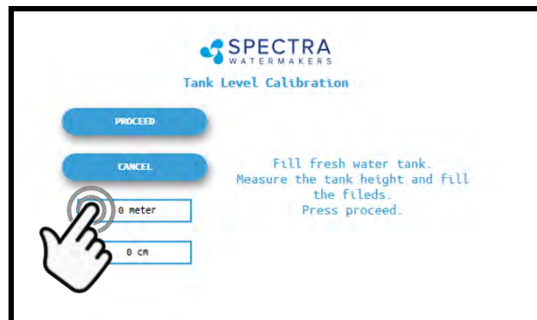 SPECTRA
WATERMAKERS
Tank Level Calibration
PROCEED
CANCEL
0 meter
0 cm
Fill fresh water tank.
Measure the tank height and fill
the fileds.
Press proceed.